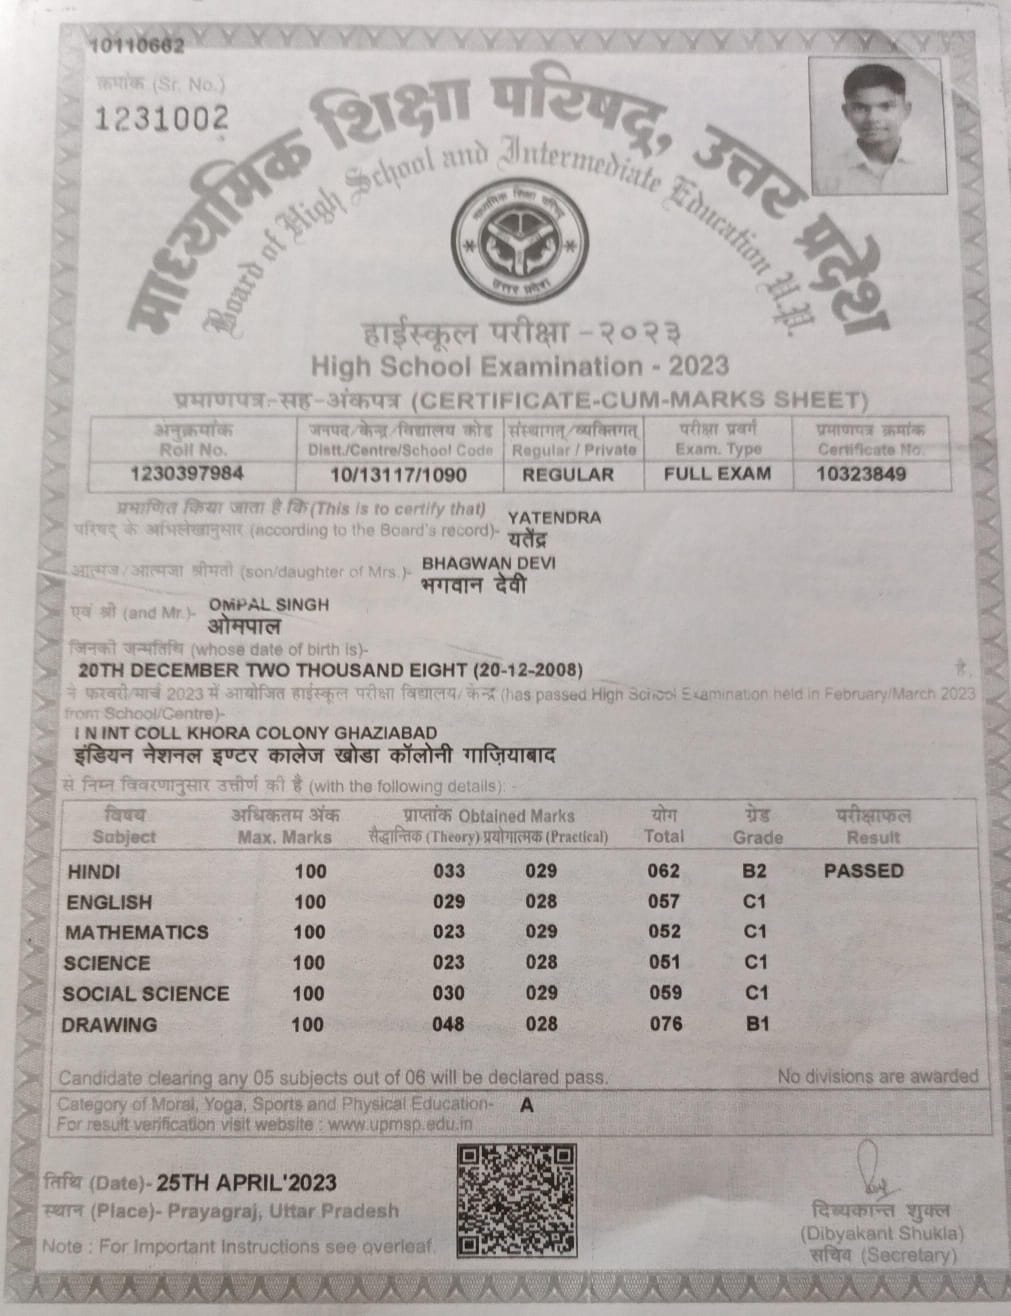 10110662
क्रमांक (Sr. No.)
1231002
माध्यमिक शिक्षा परिषद्, उत्तर प्रदेश
Board of High School and Intermediate Education U.P.
माध्यमिक शिक्षा परिषद्
उत्तर प्रदेश
हाईस्कूल परीक्षा - २०२३
High School Examination - 2023
प्रमाणपत्र-सह-अंकपत्र (CERTIFICATE-CUM-MARKS SHEET)
अनुक्रमांक जनपद/केन्द्र/विद्यालय कोड संस्थागत्/व्यक्तिगत् परीक्षा प्रवर्ग प्रमाणपत्र क्रमांक
Roll No. Distt./Centre/School Code Regular / Private Exam. Type Certificate No.
1230397984 10/13117/1090 REGULAR FULL EXAM 10323849
प्रमाणित किया जाता है कि (This is to certify that) YATENDRA
परिषद् के अभिलेखानुसार (according to the Board's record)- यतेंद्र
आत्मज/आत्मजा श्रीमती (son/daughter of Mrs.)- BHAGWAN DEVI
भगवान देवी
एवं श्री (and Mr.)- OMPAL SINGH
ओमपाल
जिनकी जन्मतिथि (whose date of birth is)-
20TH DECEMBER TWO THOUSAND EIGHT (20-12-2008) है,
ने फरवरी/मार्च 2023 में आयोजित हाईस्कूल परीक्षा विद्यालय/केन्द्र (has passed High School Examination held in February/March 2023
from School/Centre)-
I N INT COLL KHORA COLONY GHAZIABAD
इंडियन नेशनल इण्टर कालेज खोडा कॉलोनी गाज़ियाबाद
से निम्न विवरणानुसार उत्तीर्ण की है (with the following details): -
विषय अधिकतम अंक प्राप्तांक Obtained Marks योग ग्रेड परीक्षाफल
Subject Max. Marks सैद्धान्तिक (Theory) प्रयोगात्मक (Practical) Total Grade Result
HINDI 100 033 029 062 B2 PASSED
ENGLISH 100 029 028 057 C1
MATHEMATICS 100 023 029 052 C1
SCIENCE 100 023 028 051 C1
SOCIAL SCIENCE 100 030 029 059 C1
DRAWING 100 048 028 076 B1
Candidate clearing any 05 subjects out of 06 will be declared pass. No divisions are awarded
Category of Moral, Yoga, Sports and Physical Education- A
For result verification visit website : www.upmsp.edu.in
तिथि (Date)- 25TH APRIL'2023
स्थान (Place)- Prayagraj, Uttar Pradesh
Note : For Important Instructions see overleaf.
दिव्यकान्त शुक्ल
(Dibyakant Shukla)
सचिव (Secretary)